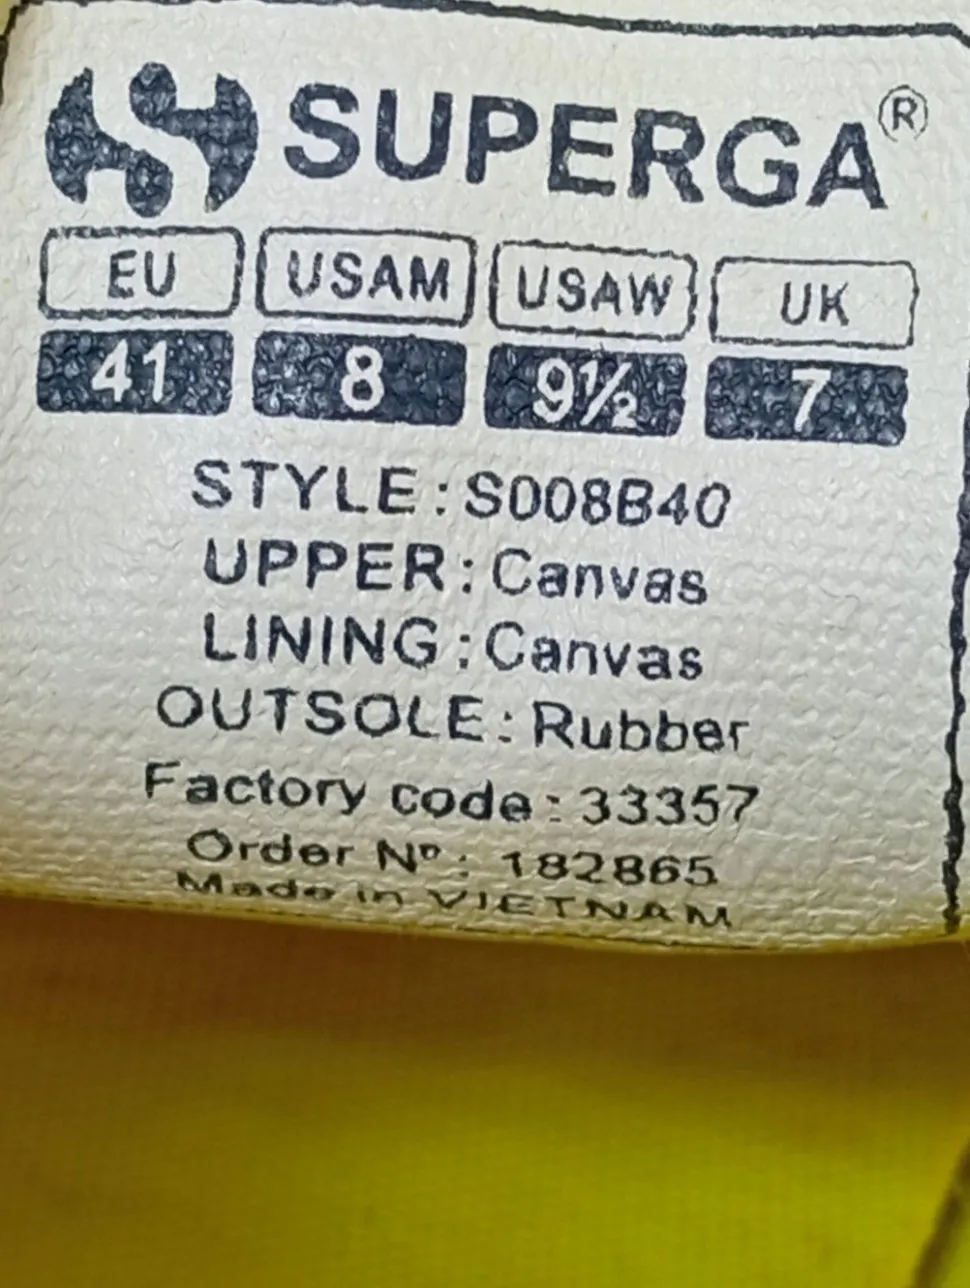 SUPERGA®
EU USAM USAW UK
41 8 9½ 7
STYLE : S008B40
UPPER : Canvas
LINING : Canvas
OUTSOLE : Rubber
Factory code : 33357
Order Nº : 182865
Made in VIETNAM